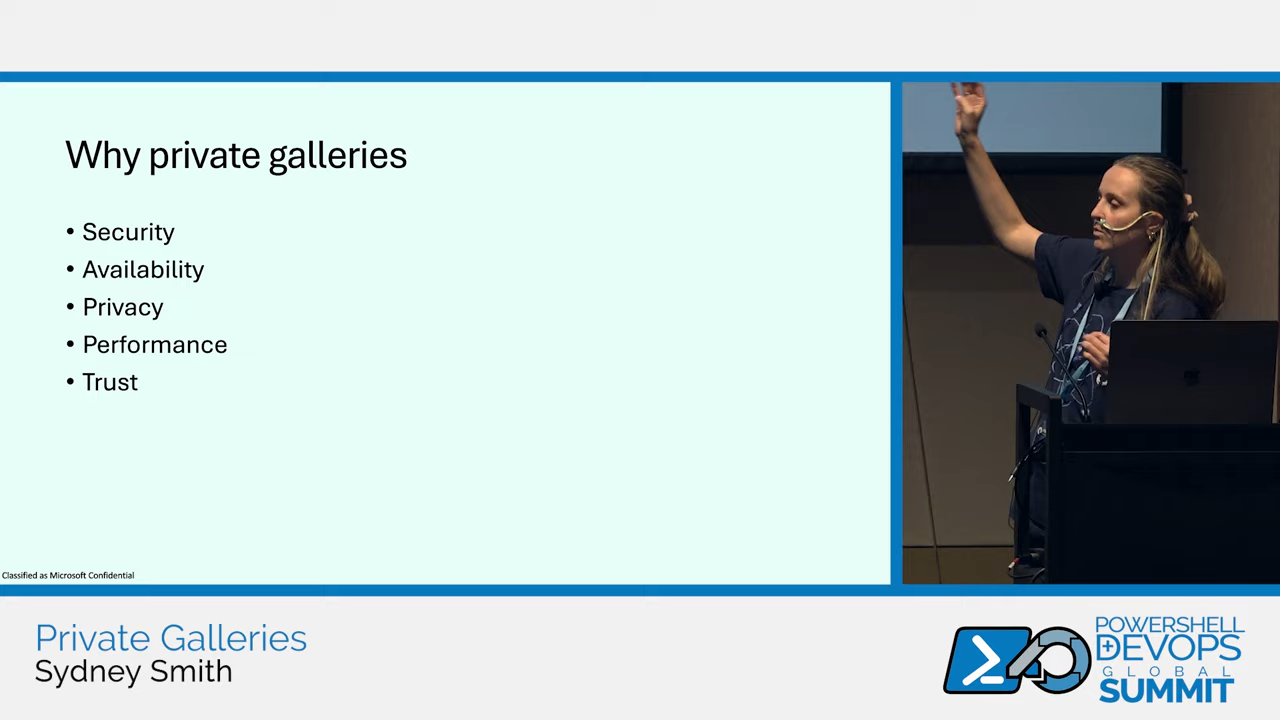 Why private galleries
• Security
• Availability
• Privacy
• Performance
• Trust
Classified as Microsoft Confidential
Private Galleries
Sydney Smith
POWERSHELL
+DEVOPS
GLOBAL
SUMMIT